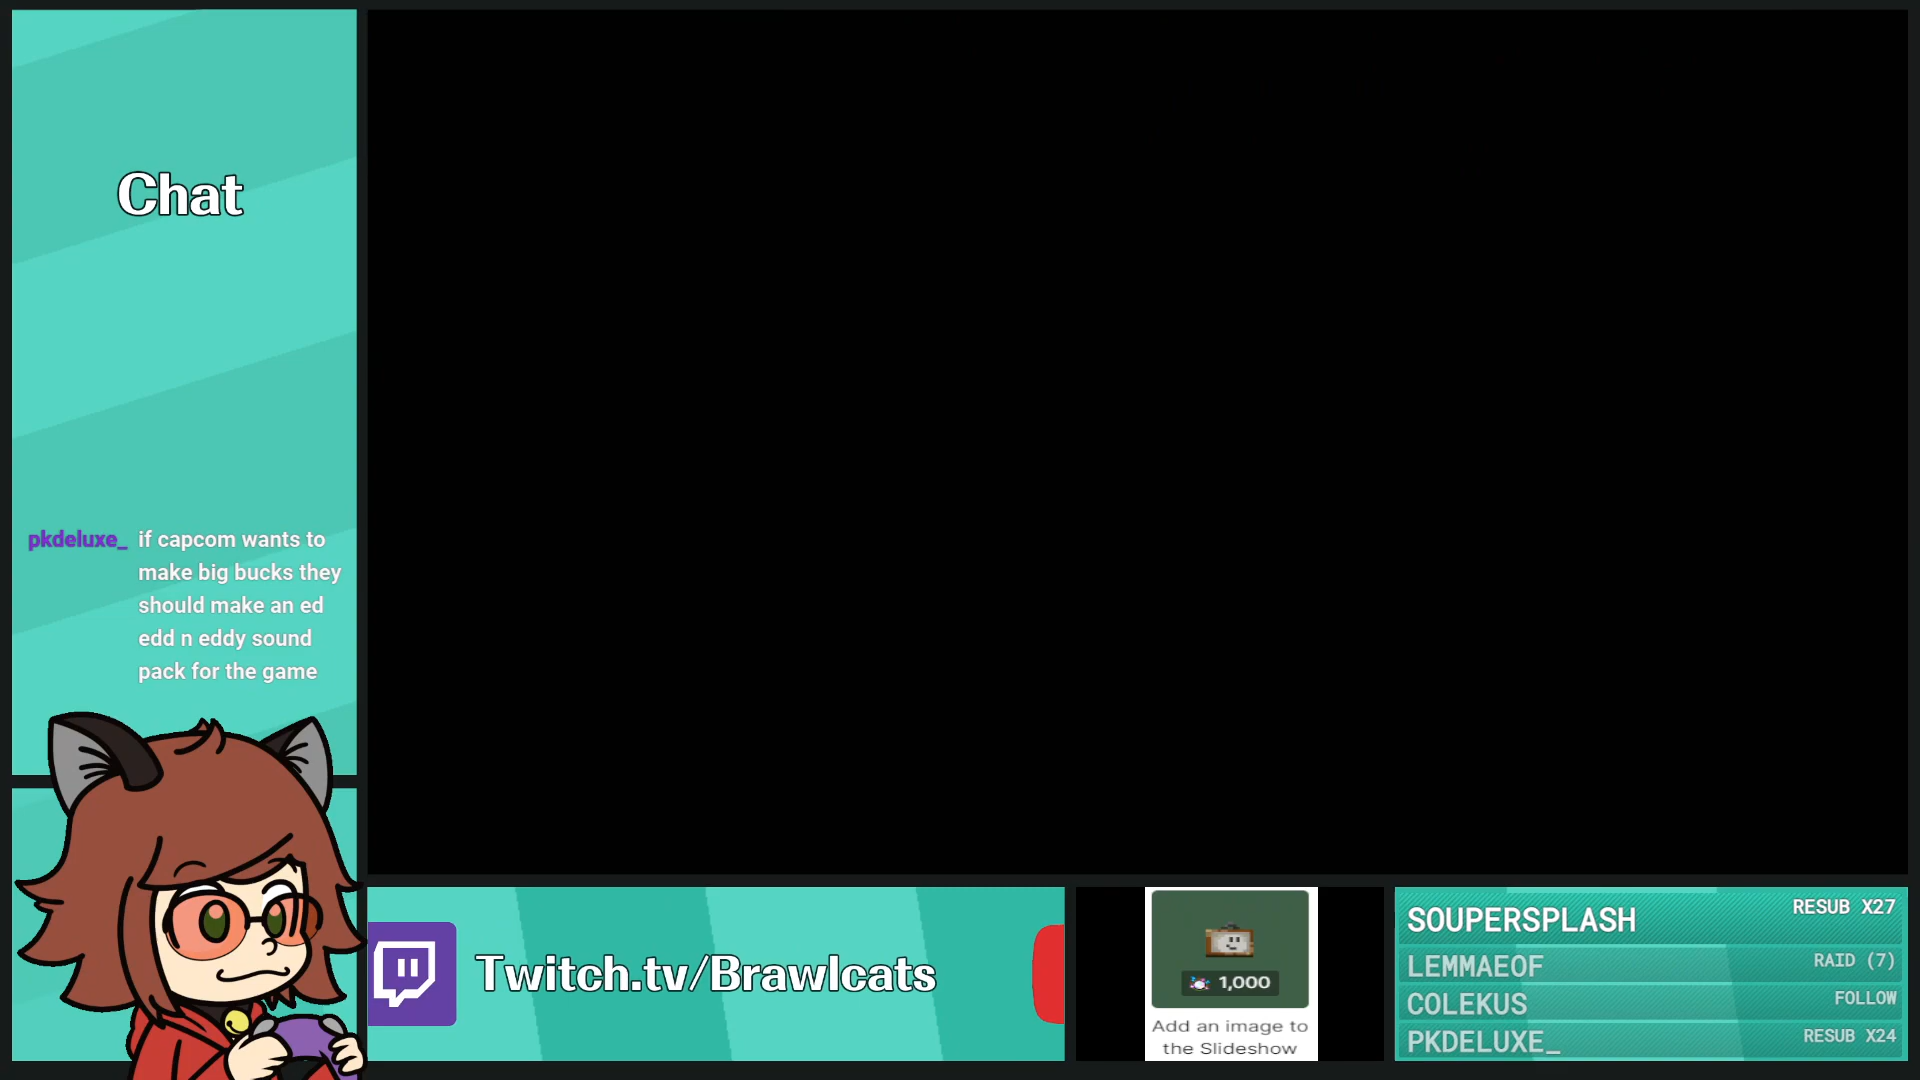 Chat
pkdeluxe_ if capcom wants to
make big bucks they
should make an ed
edd n eddy sound
pack for the game
Twitch.tv/Brawlcats
1,000
Add an image to
the Slideshow
SOUPERSPLASH RESUB X27
LEMMAEOF RAID (7)
COLEKUS FOLLOW
PKDELUXE_ RESUB X24